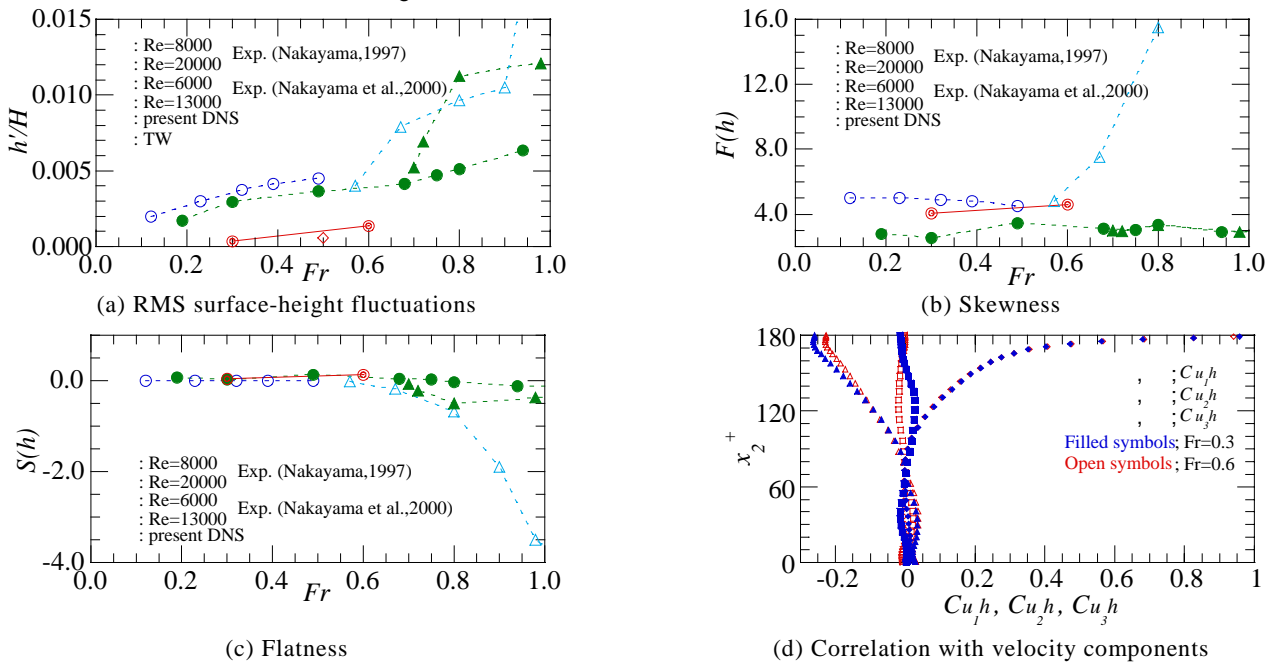 0.015
0.010
0.005
0.000
h'/H
: Re=8000
: Re=20000
Exp. (Nakayama,1997)
: Re=6000
: Re=13000
Exp. (Nakayama et al.,2000)
: present DNS
: TW
0.0 0.2 0.4 0.6 0.8 1.0
Fr
(a) RMS surface-height fluctuations
16.0
12.0
8.0
4.0
F(h)
: Re=8000
: Re=20000
Exp. (Nakayama,1997)
: Re=6000
: Re=13000
Exp. (Nakayama et al.,2000)
: present DNS
0.0 0.2 0.4 0.6 0.8 1.0
Fr
(b) Skewness
0.0
-2.0
-4.0
S(h)
: Re=8000
: Re=20000
Exp. (Nakayama,1997)
: Re=6000
: Re=13000
Exp. (Nakayama et al.,2000)
: present DNS
0.0 0.2 0.4 0.6 0.8 1.0
Fr
(c) Flatness
180
120
60
0
x2+
, ; Cu1h
, ; Cu2h
, ; Cu3h
Filled symbols; Fr=0.3
Open symbols; Fr=0.6
-0.2 0 0.2 0.4 0.6 0.8 1
Cu1h, Cu2h, Cu3h
(d) Correlation with velocity components